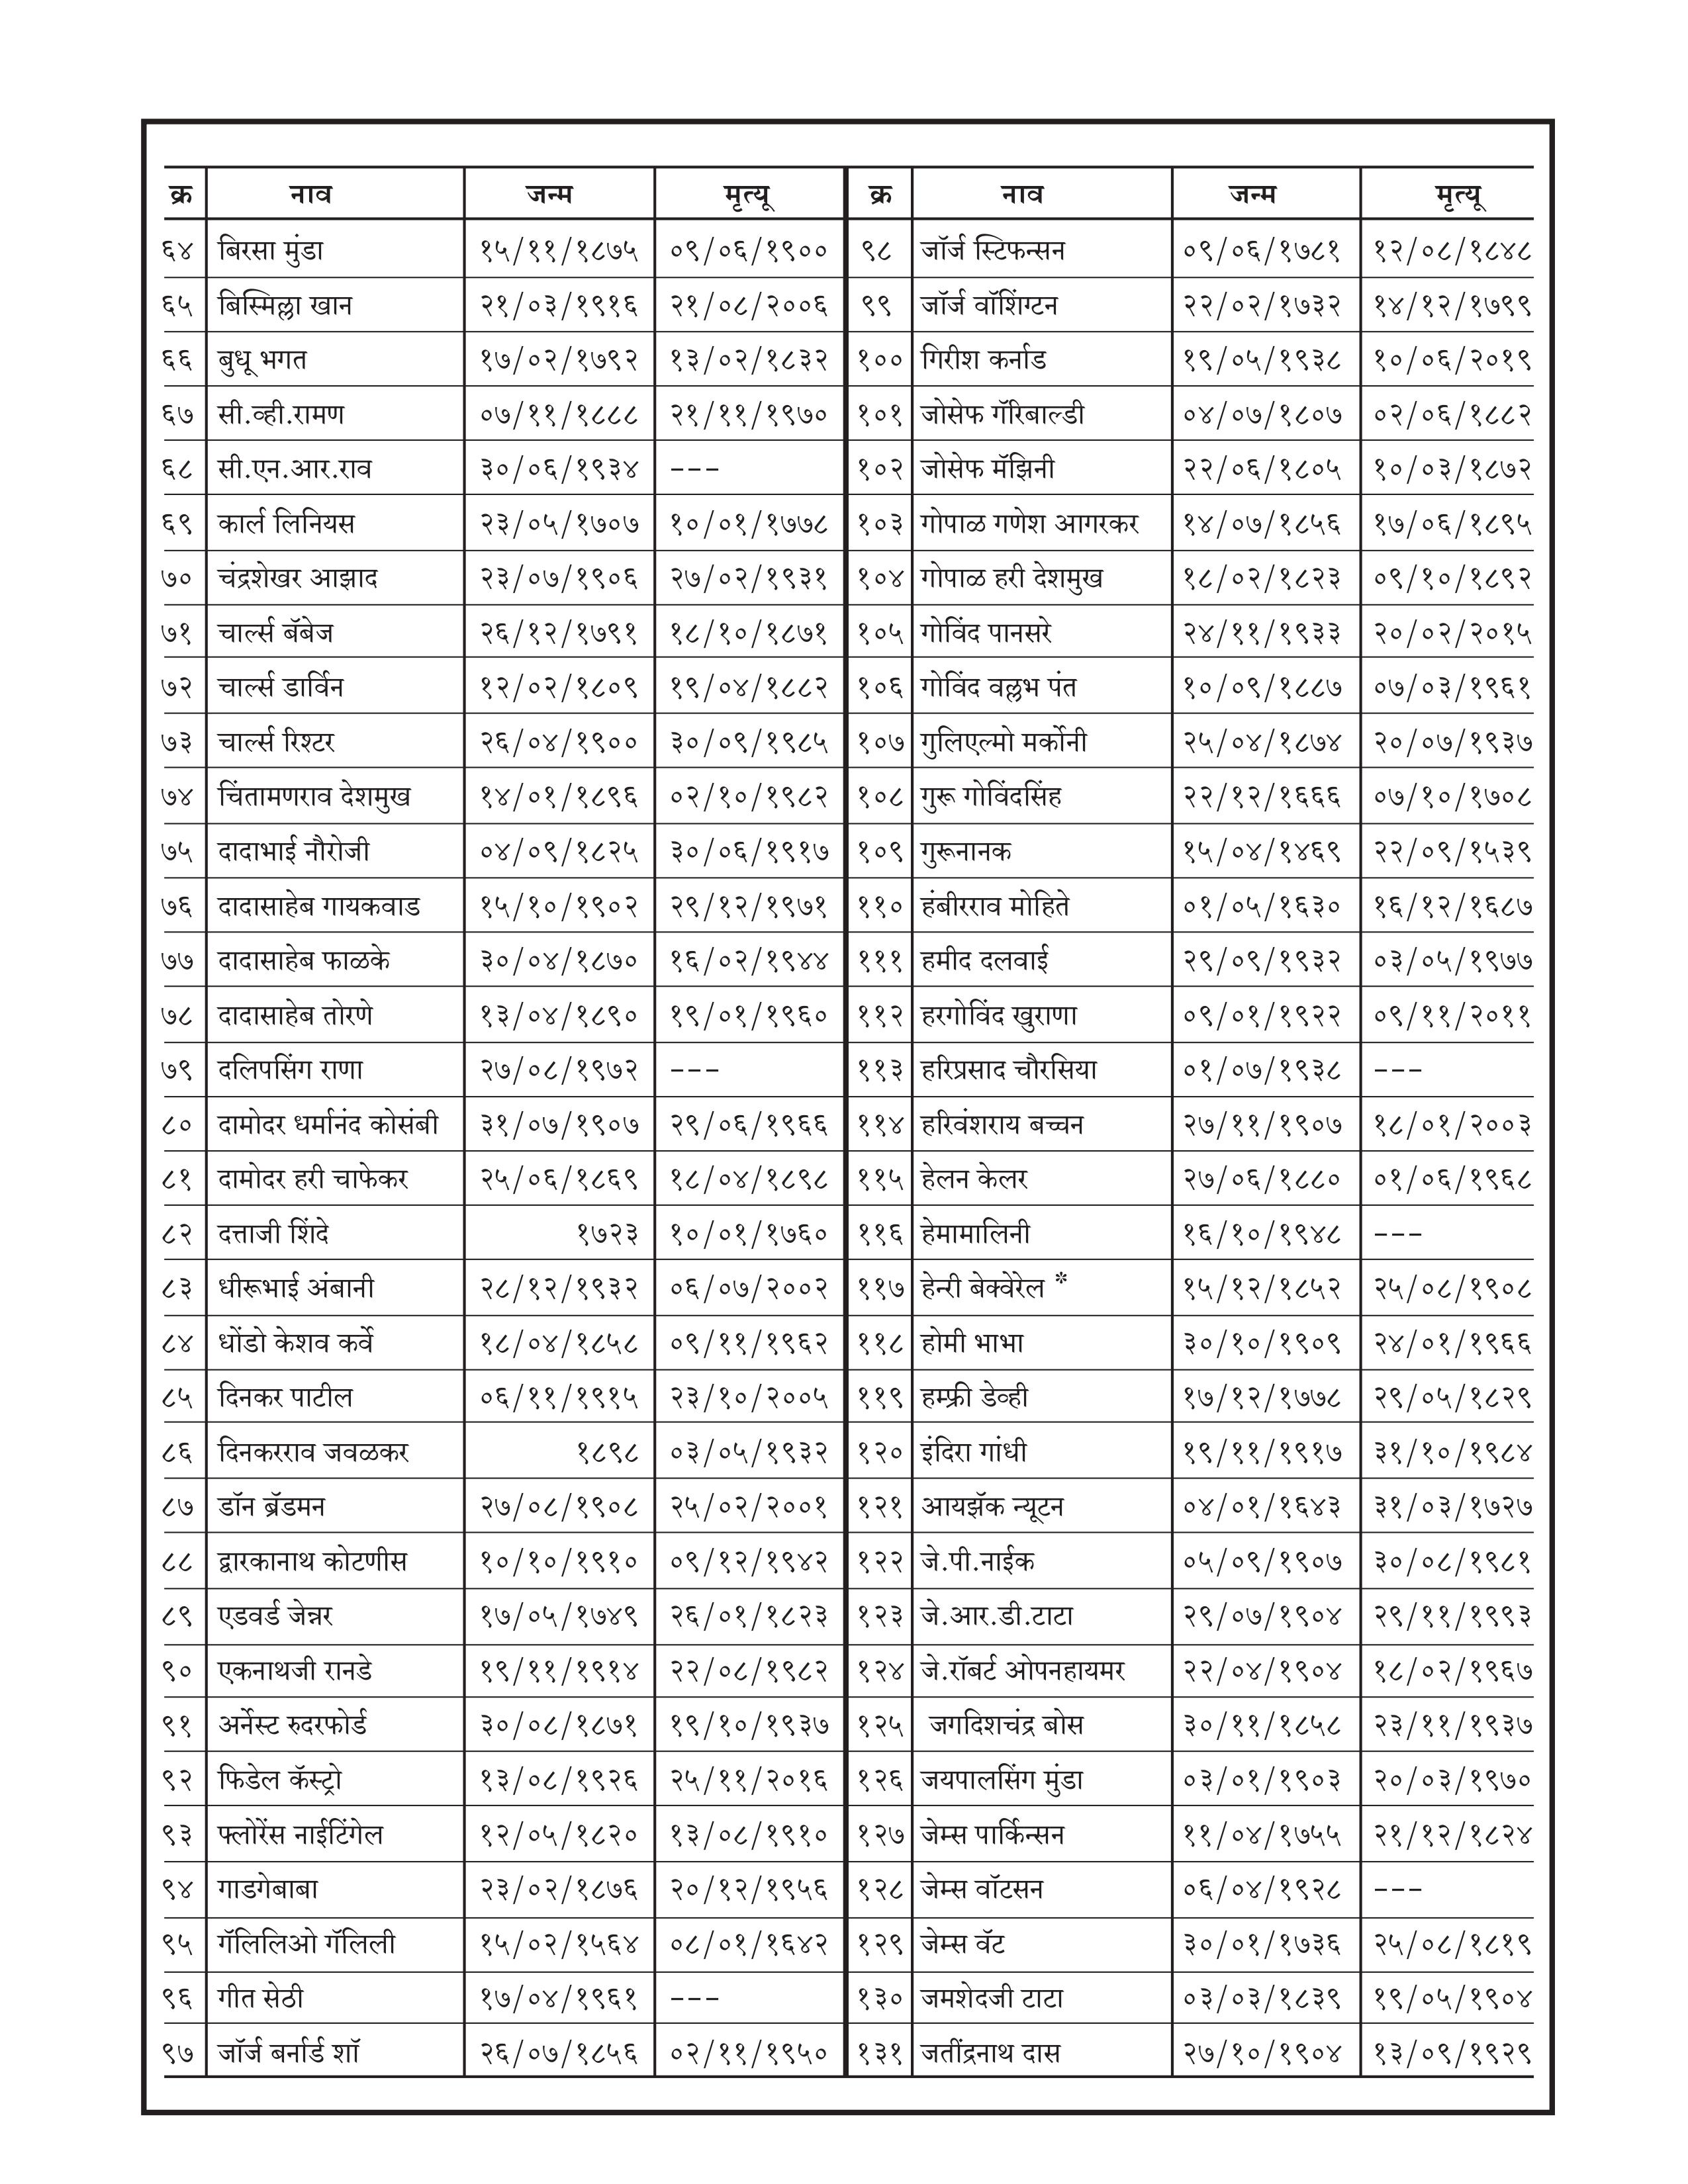 क्र नाव जन्म मृत्यू क्र नाव जन्म मृत्यू
६४ बिरसा मुंडा १५/११/१८७५ ०९/०६/१९०० ९८ जॉर्ज स्टिफन्सन ०९/०६/१७८१ १२/०८/१८४८
६५ बिस्मिल्ला खान २१/०३/१९१६ २१/०८/२००६ ९९ जॉर्ज वॉशिंग्टन २२/०२/१७३२ १४/१२/१७९९
६६ बुधू भगत १७/०२/१७९२ १३/०२/१८३२ १०० गिरीश कर्नाड १९/०५/१९३८ १०/०६/२०१९
६७ सी.व्ही.रामण ०७/११/१८८८ २१/११/१९७० १०१ जोसेफ गॅरिबाल्डी ०४/०७/१८०७ ०२/०६/१८८२
६८ सी.एन.आर.राव ३०/०६/१९३४ --- १०२ जोसेफ मॅझिनी २२/०६/१८०५ १०/०३/१८७२
६९ कार्ल लिनियस २३/०५/१७०७ १०/०१/१७७८ १०३ गोपाळ गणेश आगरकर १४/०७/१८५६ १७/०६/१८९५
७० चंद्रशेखर आझाद २३/०७/१९०६ २७/०२/१९३१ १०४ गोपाळ हरी देशमुख १८/०२/१८२३ ०९/१०/१८९२
७१ चार्ल्स बॅबेज २६/१२/१७९१ १८/१०/१८७१ १०५ गोविंद पानसरे २४/११/१९३३ २०/०२/२०१५
७२ चार्ल्स डार्विन १२/०२/१८०९ १९/०४/१८८२ १०६ गोविंद वल्लभ पंत १०/०९/१८८७ ०७/०३/१९६१
७३ चार्ल्स रिश्टर २६/०४/१९०० ३०/०९/१९८५ १०७ गुलिएल्मो मर्कोनी २५/०४/१८७४ २०/०७/१९३७
७४ चिंतामणराव देशमुख १४/०१/१८९६ ०२/१०/१९८२ १०८ गुरू गोविंदसिंह २२/१२/१६६६ ०७/१०/१७०८
७५ दादाभाई नौरोजी ०४/०९/१८२५ ३०/०६/१९१७ १०९ गुरूनानक १५/०४/१४६९ २२/०९/१५३९
७६ दादासाहेब गायकवाड १५/१०/१९०२ २९/१२/१९७१ ११० हंबीरराव मोहिते ०१/०५/१६३० १६/१२/१६८७
७७ दादासाहेब फाळके ३०/०४/१८७० १६/०२/१९४४ १११ हमीद दलवाई २९/०९/१९३२ ०३/०५/१९७७
७८ दादासाहेब तोरणे १३/०४/१८९० १९/०१/१९६० ११२ हरगोविंद खुराणा ०९/०१/१९२२ ०९/११/२०११
७९ दलिपसिंग राणा २७/०८/१९७२ --- ११३ हरिप्रसाद चौरसिया ०१/०७/१९३८ ---
८० दामोदर धर्मानंद कोसंबी ३१/०७/१९०७ २९/०६/१९६६ ११४ हरिवंशराय बच्चन २७/११/१९०७ १८/०१/२००३
८१ दामोदर हरी चाफेकर २५/०६/१८६९ १८/०४/१८९८ ११५ हेलन केलर २७/०६/१८८० ०१/०६/१९६८
८२ दत्ताजी शिंदे १७२३ १०/०१/१७६० ११६ हेमामालिनी १६/१०/१९४८ ---
८३ धीरूभाई अंबानी २८/१२/१९३२ ०६/०७/२००२ ११७ हेन्री बेक्वेरेल * १५/१२/१८५२ २५/०८/१९०८
८४ धोंडो केशव कर्वे १८/०४/१८५८ ०९/११/१९६२ ११८ होमी भाभा ३०/१०/१९०९ २४/०१/१९६६
८५ दिनकर पाटील ०६/११/१९१५ २३/१०/२००५ ११९ हम्फ्री डेव्ही १७/१२/१७७८ २९/०५/१८२९
८६ दिनकरराव जवळकर १८९८ ०३/०५/१९३२ १२० इंदिरा गांधी १९/११/१९१७ ३१/१०/१९८४
८७ डॉन ब्रॅडमन २७/०८/१९०८ २५/०२/२००१ १२१ आयझॅक न्यूटन ०४/०१/१६४३ ३१/०३/१७२७
८८ द्वारकानाथ कोटणीस १०/१०/१९१० ०९/१२/१९४२ १२२ जे.पी.नाईक ०५/०९/१९०७ ३०/०८/१९८१
८९ एडवर्ड जेन्नर १७/०५/१७४९ २६/०१/१८२३ १२३ जे.आर.डी.टाटा २९/०७/१९०४ २९/११/१९९३
९० एकनाथजी रानडे १९/११/१९१४ २२/०८/१९८२ १२४ जे.रॉबर्ट ओपनहायमर २२/०४/१९०४ १८/०२/१९६७
९१ अर्नेस्ट रुदरफोर्ड ३०/०८/१८७१ १९/१०/१९३७ १२५ जगदिशचंद्र बोस ३०/११/१८५८ २३/११/१९३७
९२ फिडेल कॅस्ट्रो १३/०८/१९२६ २५/११/२०१६ १२६ जयपालसिंग मुंडा ०३/०१/१९०३ २०/०३/१९७०
९३ फ्लोरेंस नाईटिंगेल १२/०५/१८२० १३/०८/१९१० १२७ जेम्स पार्किन्सन ११/०४/१७५५ २१/१२/१८२४
९४ गाडगेबाबा २३/०२/१८७६ २०/१२/१९५६ १२८ जेम्स वॉटसन ०६/०४/१९२८ ---
९५ गॅलिलिओ गॅलिली १५/०२/१५६४ ०८/०१/१६४२ १२९ जेम्स वॅट ३०/०१/१७३६ २५/०८/१८१९
९६ गीत सेठी १७/०४/१९६१ --- १३० जमशेदजी टाटा ०३/०३/१८३९ १९/०५/१९०४
९७ जॉर्ज बर्नार्ड शॉ २६/०७/१८५६ ०२/११/१९५० १३१ जतींद्रनाथ दास २७/१०/१९०४ १३/०९/१९२९